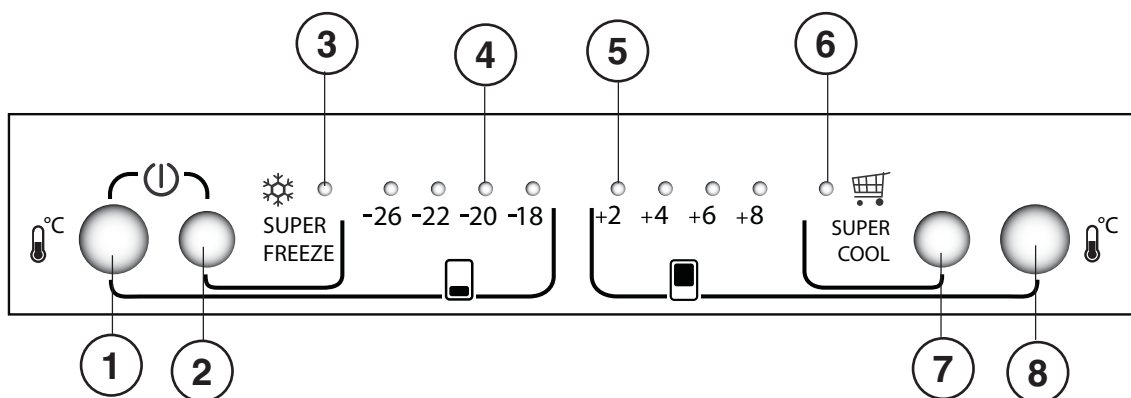 3 4 5 6
°C
SUPER
FREEZE
-26 -22 -20 -18
+2 +4 +6 +8
SUPER
COOL
°C
1 2 7 8